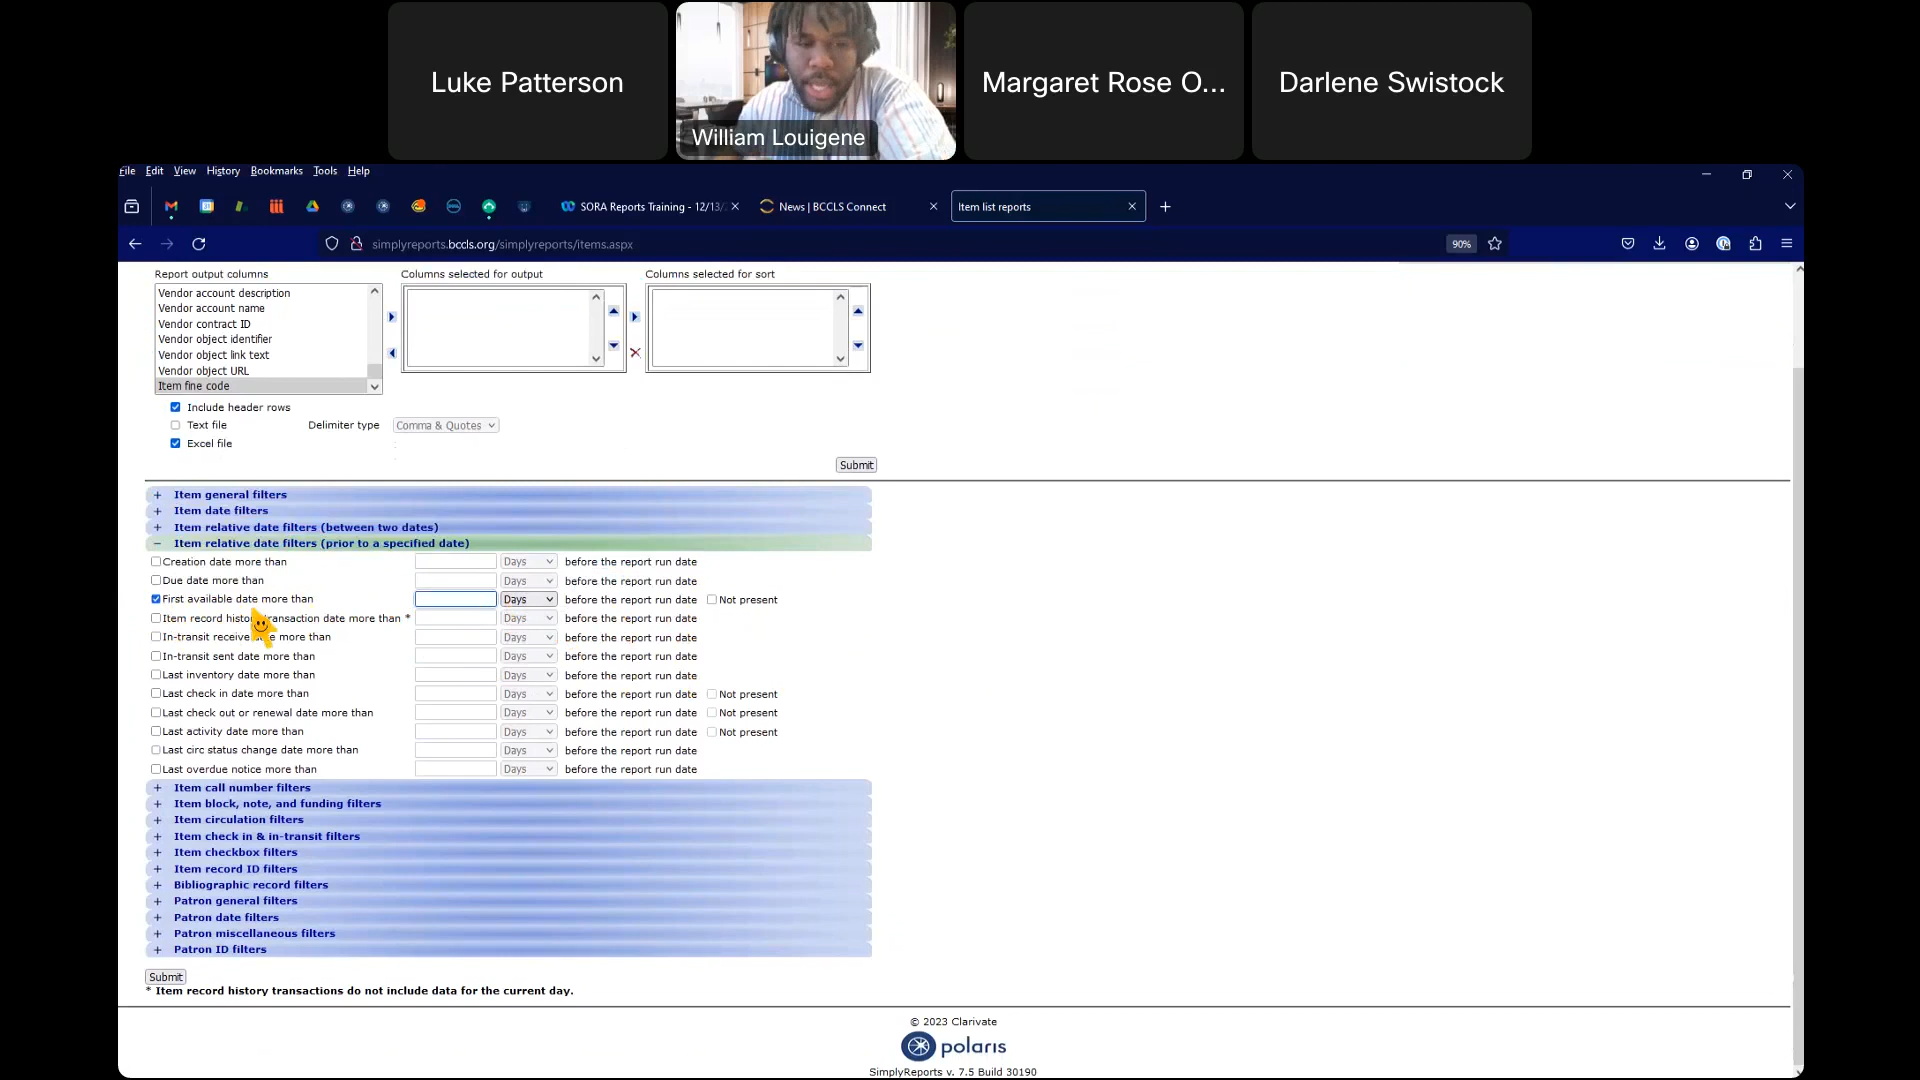 Luke Patterson
William Louigene
Margaret Rose O...
Darlene Swistock
File Edit View History Bookmarks Tools Help
SORA Reports Training - 12/13/
News | BCCLS Connect
Item list reports
simplyreports.bccls.org/simplyreports/items.aspx
90%
Report output columns
Columns selected for output
Columns selected for sort
Vendor account description
Vendor account name
Vendor contract ID
Vendor object identifier
Vendor object link text
Vendor object URL
Item fine code
Include header rows
Text file Delimiter type Comma & Quotes
Excel file
Submit
+ Item general filters
+ Item date filters
+ Item relative date filters (between two dates)
− Item relative date filters (prior to a specified date)
Creation date more than Days before the report run date
Due date more than Days before the report run date
First available date more than Days before the report run date Not present
Item record history transaction date more than * Days before the report run date
In-transit receive date more than Days before the report run date
In-transit sent date more than Days before the report run date
Last inventory date more than Days before the report run date
Last check in date more than Days before the report run date Not present
Last check out or renewal date more than Days before the report run date Not present
Last activity date more than Days before the report run date Not present
Last circ status change date more than Days before the report run date
Last overdue notice more than Days before the report run date
+ Item call number filters
+ Item block, note, and funding filters
+ Item circulation filters
+ Item check in & in-transit filters
+ Item checkbox filters
+ Item record ID filters
+ Bibliographic record filters
+ Patron general filters
+ Patron date filters
+ Patron miscellaneous filters
+ Patron ID filters
Submit
* Item record history transactions do not include data for the current day.
© 2023 Clarivate
polaris
SimplyReports v. 7.5 Build 30190